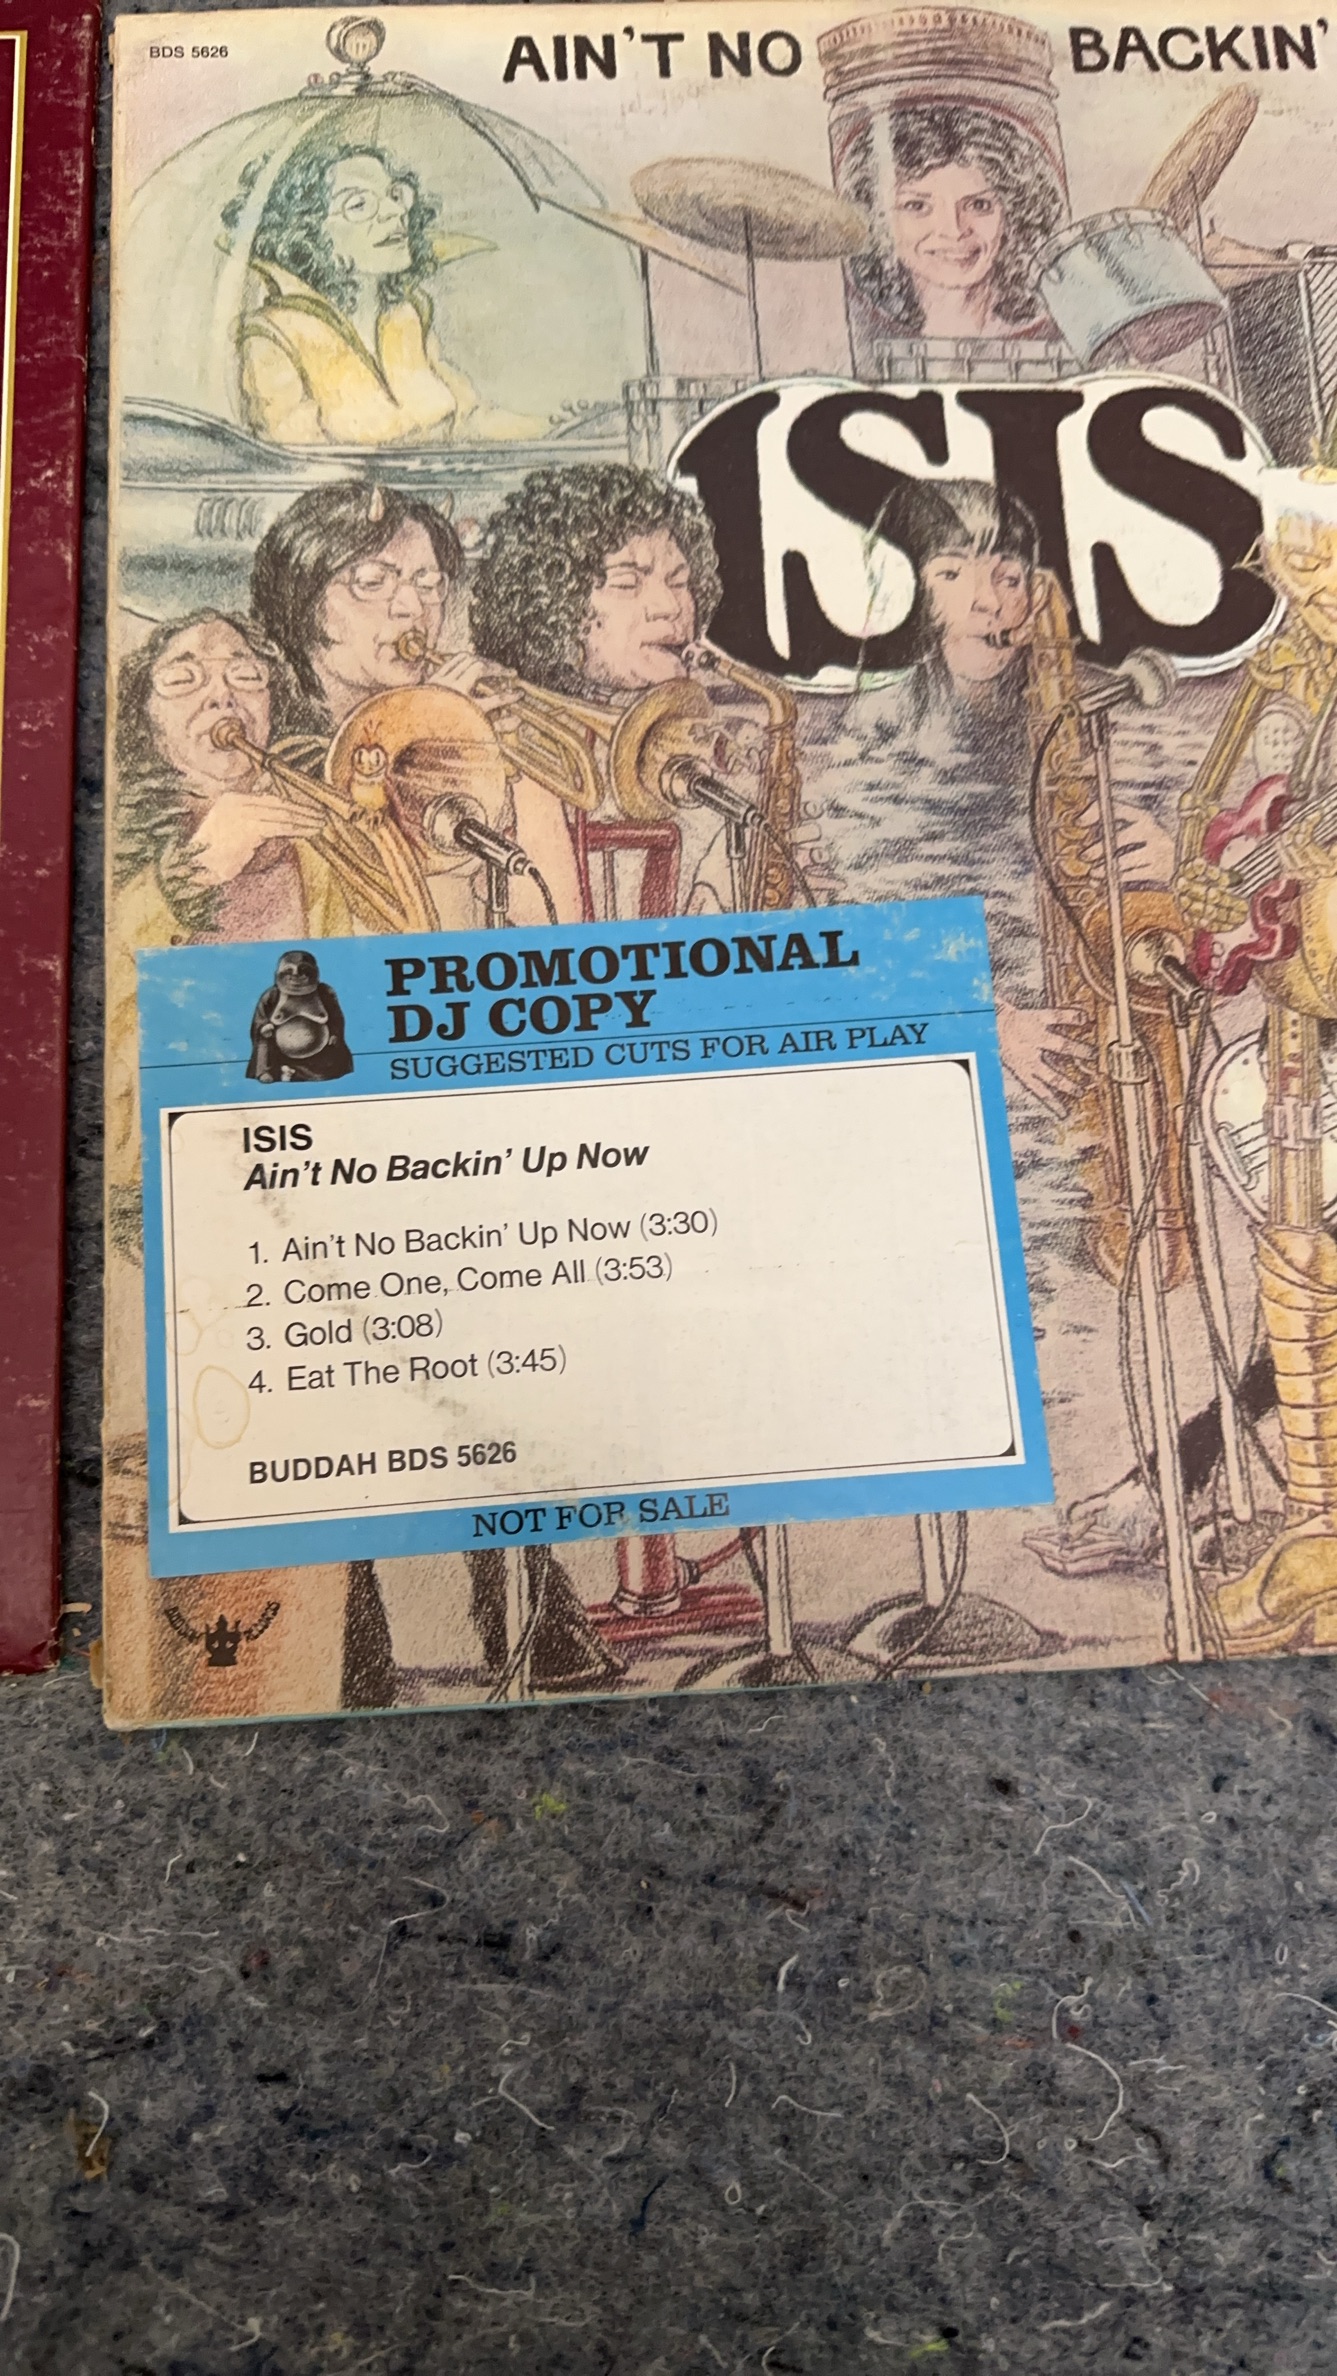 BDS 5626
AIN'T NO BACKIN'
ISIS
PROMOTIONAL
DJ COPY
SUGGESTED CUTS FOR AIR PLAY
ISIS
Ain't No Backin' Up Now
1. Ain't No Backin' Up Now (3:30)
2. Come One, Come All (3:53)
3. Gold (3:08)
4. Eat The Root (3:45)
BUDDAH BDS 5626
NOT FOR SALE
BUDDAH RECORDS